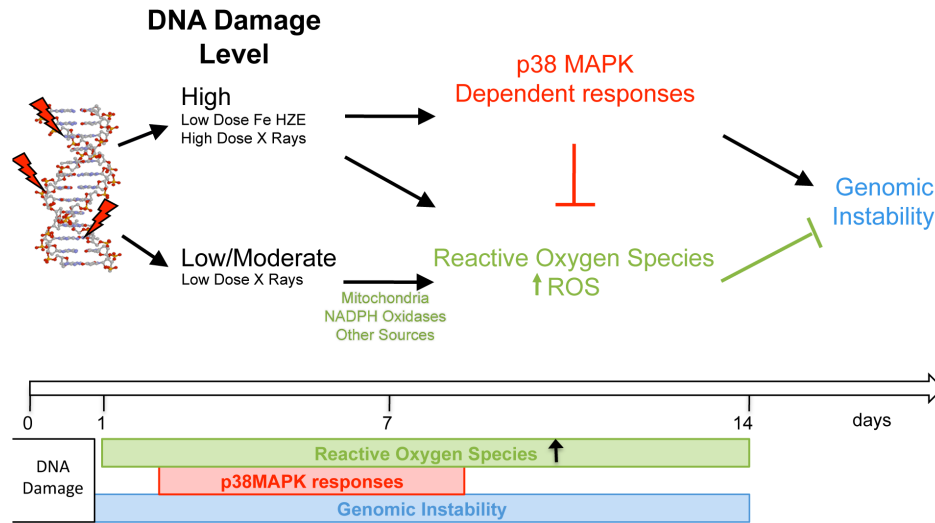 DNA Damage
Level
High
Low Dose Fe HZE
High Dose X Rays
p38 MAPK
Dependent responses
Genomic
Instability
Low/Moderate
Low Dose X Rays
Reactive Oxygen Species
ROS
Mitochondria
NADPH Oxidases
Other Sources
0
1
7
14
days
DNA
Damage
Reactive Oxygen Species
p38MAPK responses
Genomic Instability